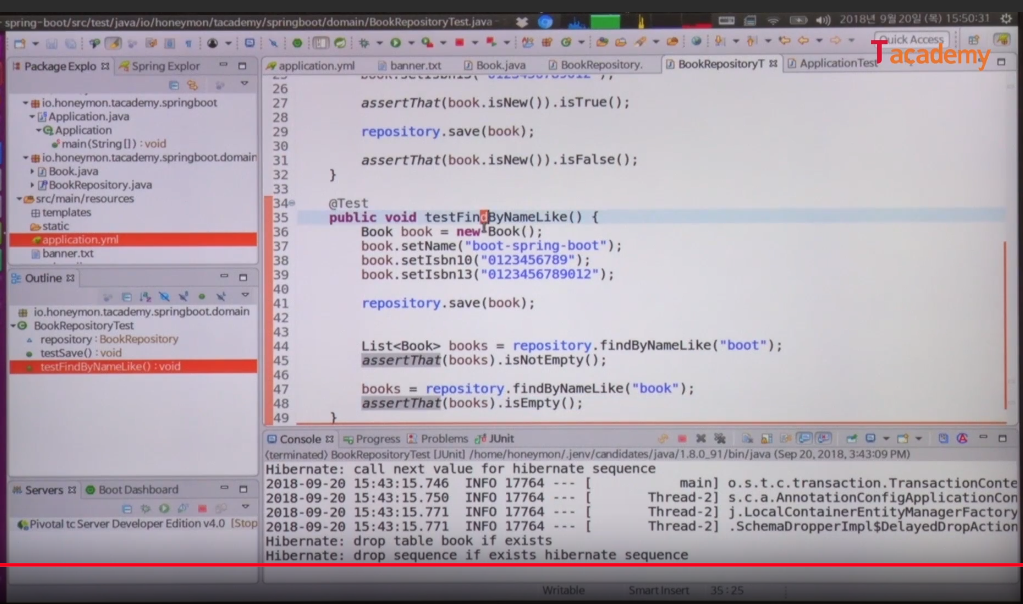 spring-boot/src/test/java/io/honeymon/tacademy/springboot/domain/BookRepositoryTest.java -
2018년 9월 20일 (목) 15:50:31
Quick Access
Tacademy
Package Explo
Spring Explor
application.yml
banner.txt
Book.java
BookRepository.
BookRepositoryT
ApplicationTest
io.honeymon.tacademy.springboot
Application.java
Application
main(String[]) : void
io.honeymon.tacademy.springboot.domain
Book.java
BookRepository.java
src/main/resources
templates
static
application.yml
banner.txt
Outline
io.honeymon.tacademy.springboot.domain
BookRepositoryTest
repository : BookRepository
testSave() : void
testFindByNameLike() : void
Servers
Boot Dashboard
Pivotal tc Server Developer Edition v4.0 [Stop
26
27 assertThat(book.isNew()).isTrue();
28
29 repository.save(book);
30
31 assertThat(book.isNew()).isFalse();
32 }
33
34 @Test
35 public void testFindByNameLike() {
36 Book book = new Book();
37 book.setName("boot-spring-boot");
38 book.setIsbn10("0123456789");
39 book.setIsbn13("0123456789012");
40
41 repository.save(book);
42
43
44 List<Book> books = repository.findByNameLike("boot");
45 assertThat(books).isNotEmpty();
46
47 books = repository.findByNameLike("book");
48 assertThat(books).isEmpty();
49 }
Console
Progress
Problems
JUnit
(terminated) BookRepositoryTest [JUnit] /home/honeymon/.jenv/candidates/java/1.8.0_91/bin/java (Sep 20, 2018, 3:43:09 PM)
Hibernate: call next value for hibernate sequence
2018-09-20 15:43:15.746 INFO 17764 --- [ main] o.s.t.c.transaction.TransactionConte
2018-09-20 15:43:15.750 INFO 17764 --- [ Thread-2] s.c.a.AnnotationConfigApplicationCon
2018-09-20 15:43:15.771 INFO 17764 --- [ Thread-2] j.LocalContainerEntityManagerFactory
2018-09-20 15:43:15.771 INFO 17764 --- [ Thread-2] .SchemaDropperImpl$DelayedDropAction
Hibernate: drop table book if exists
Hibernate: drop sequence if exists hibernate sequence
Writable
Smart Insert
35 : 25